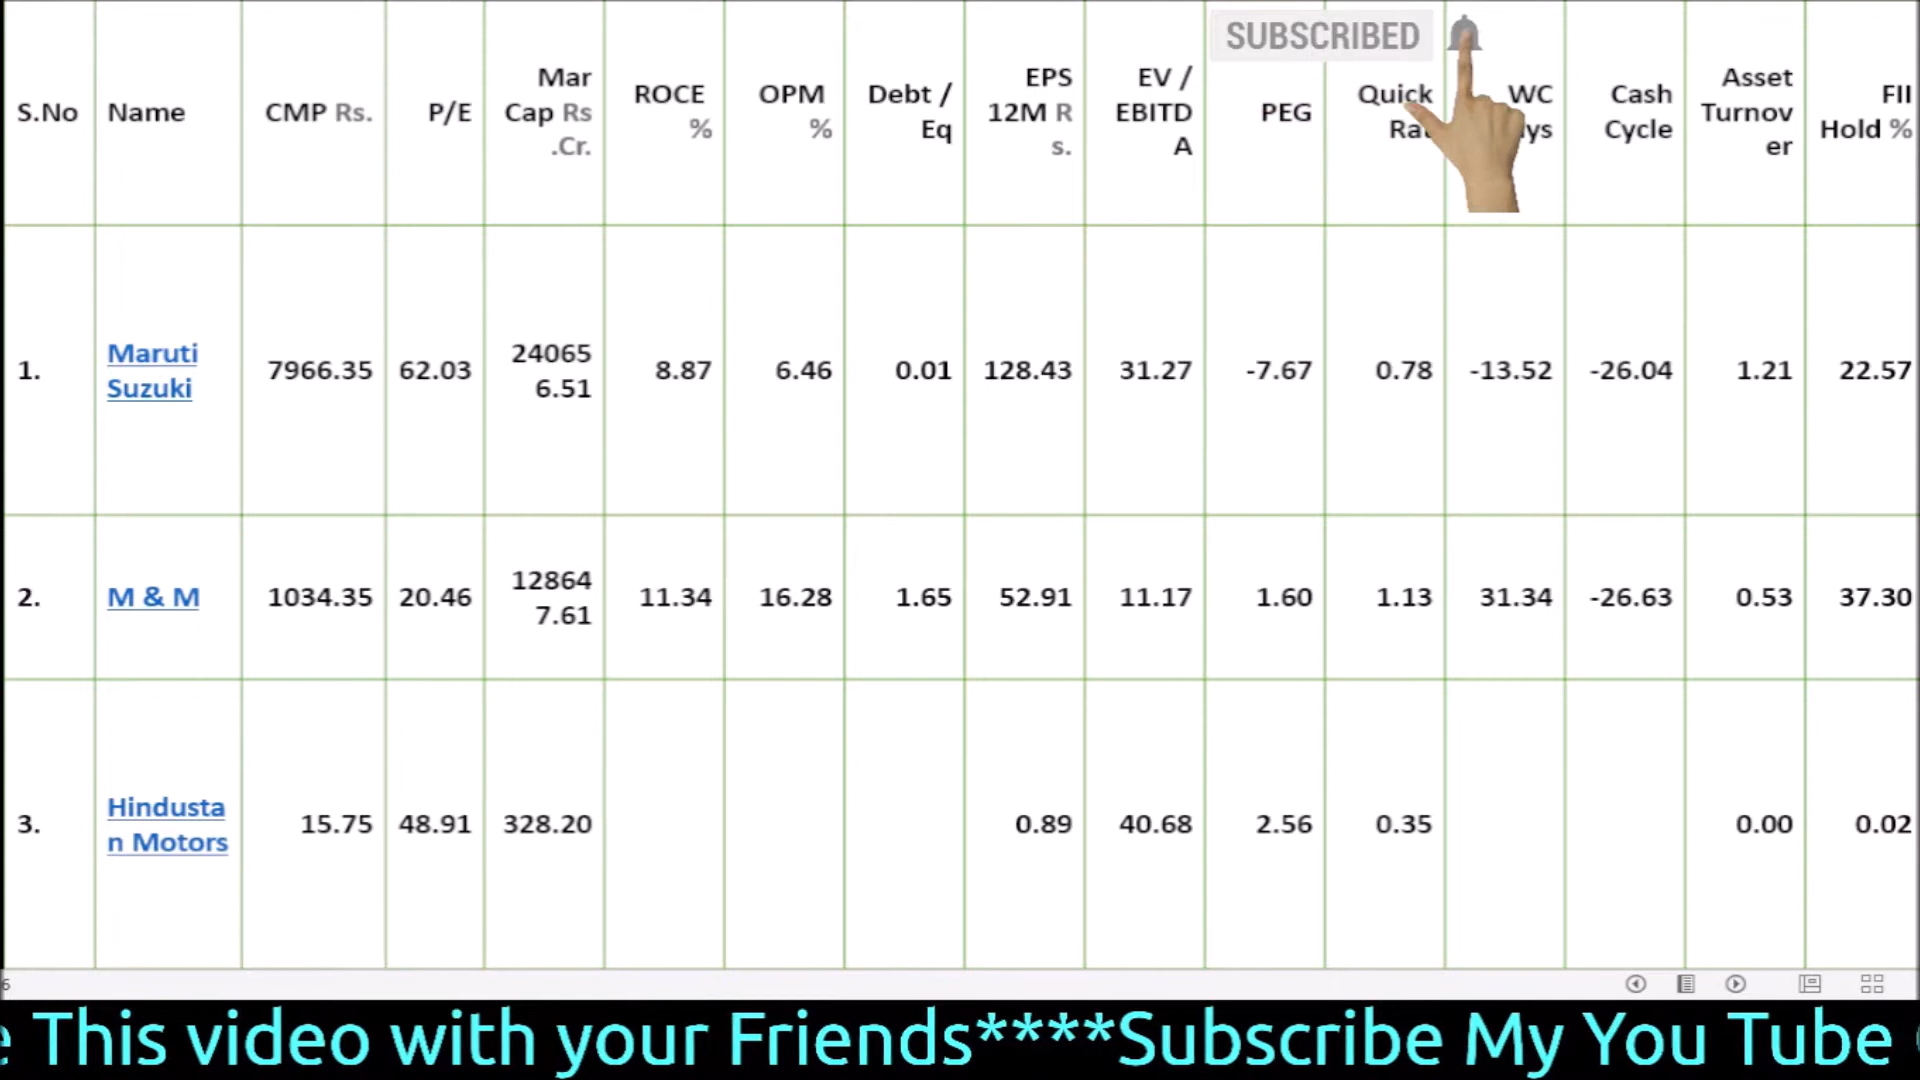 SUBSCRIBED
S.No Name CMP Rs. P/E Mar Cap Rs .Cr. ROCE % OPM % Debt / Eq EPS 12M R s. EV / EBITD A PEG Quick WC Cash Cycle Asset Turnov er FII Hold %
1. Maruti Suzuki 7966.35 62.03 24065 6.51 8.87 6.46 0.01 128.43 31.27 -7.67 0.78 -13.52 -26.04 1.21 22.57
2. M & M 1034.35 20.46 12864 7.61 11.34 16.28 1.65 52.91 11.17 1.60 1.13 31.34 -26.63 0.53 37.30
3. Hindusta n Motors 15.75 48.91 328.20 0.89 40.68 2.56 0.35 0.00 0.02
6
This video with your Friends****Subscribe My You Tube